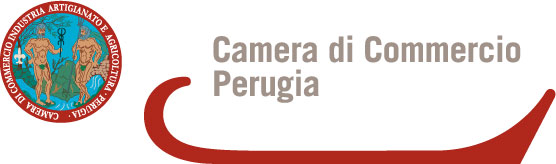 CAMERA DI COMMERCIO INDUSTRIA ARTIGIANATO E AGRICOLTURA · PERUGIA ·
Camera di Commercio
Perugia